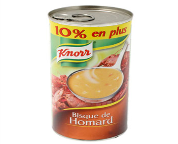 10% en plus
Knorr
Bisque de
Homard